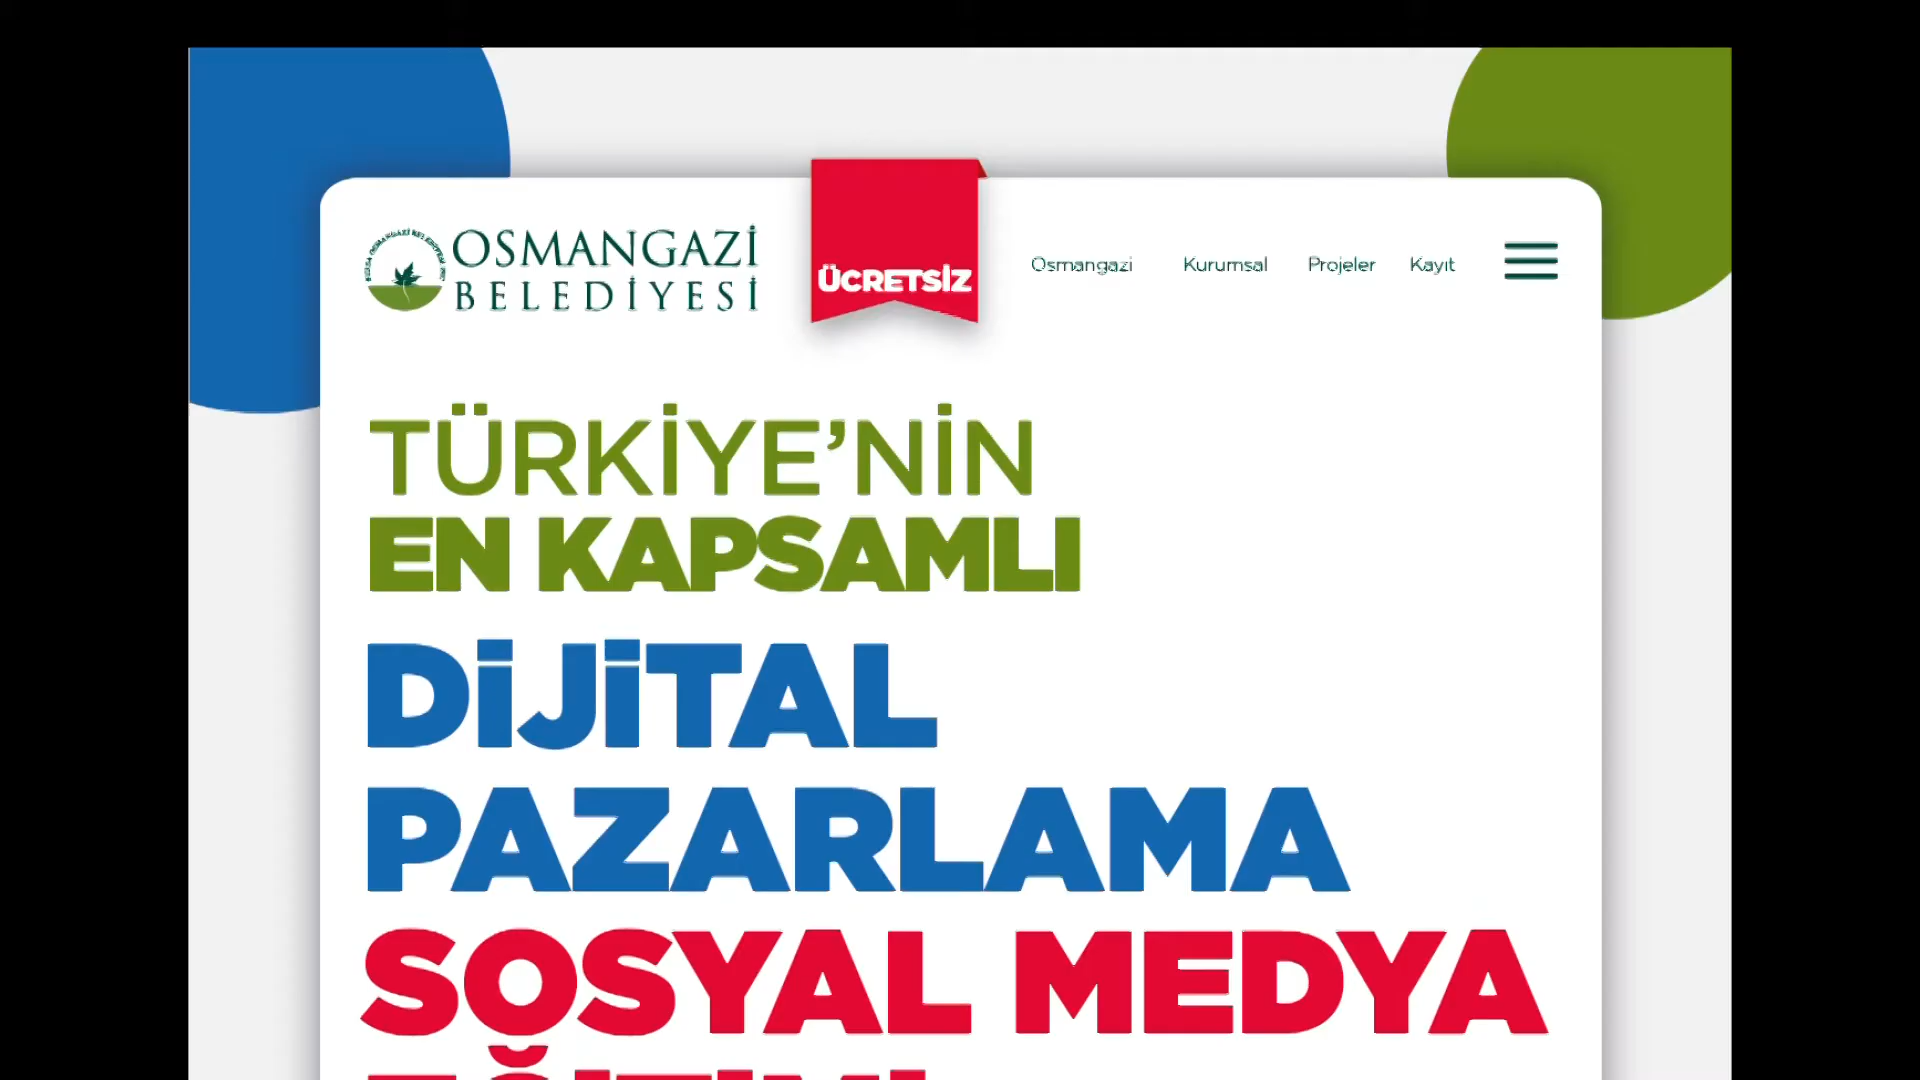 OSMANGAZİ
BELEDİYESİ
ÜCRETSİZ
Osmangazi
Kurumsal
Projeler
Kayıt
TÜRKİYE’NİN
EN KAPSAMLI
DİJİTAL
PAZARLAMA
SOSYAL MEDYA